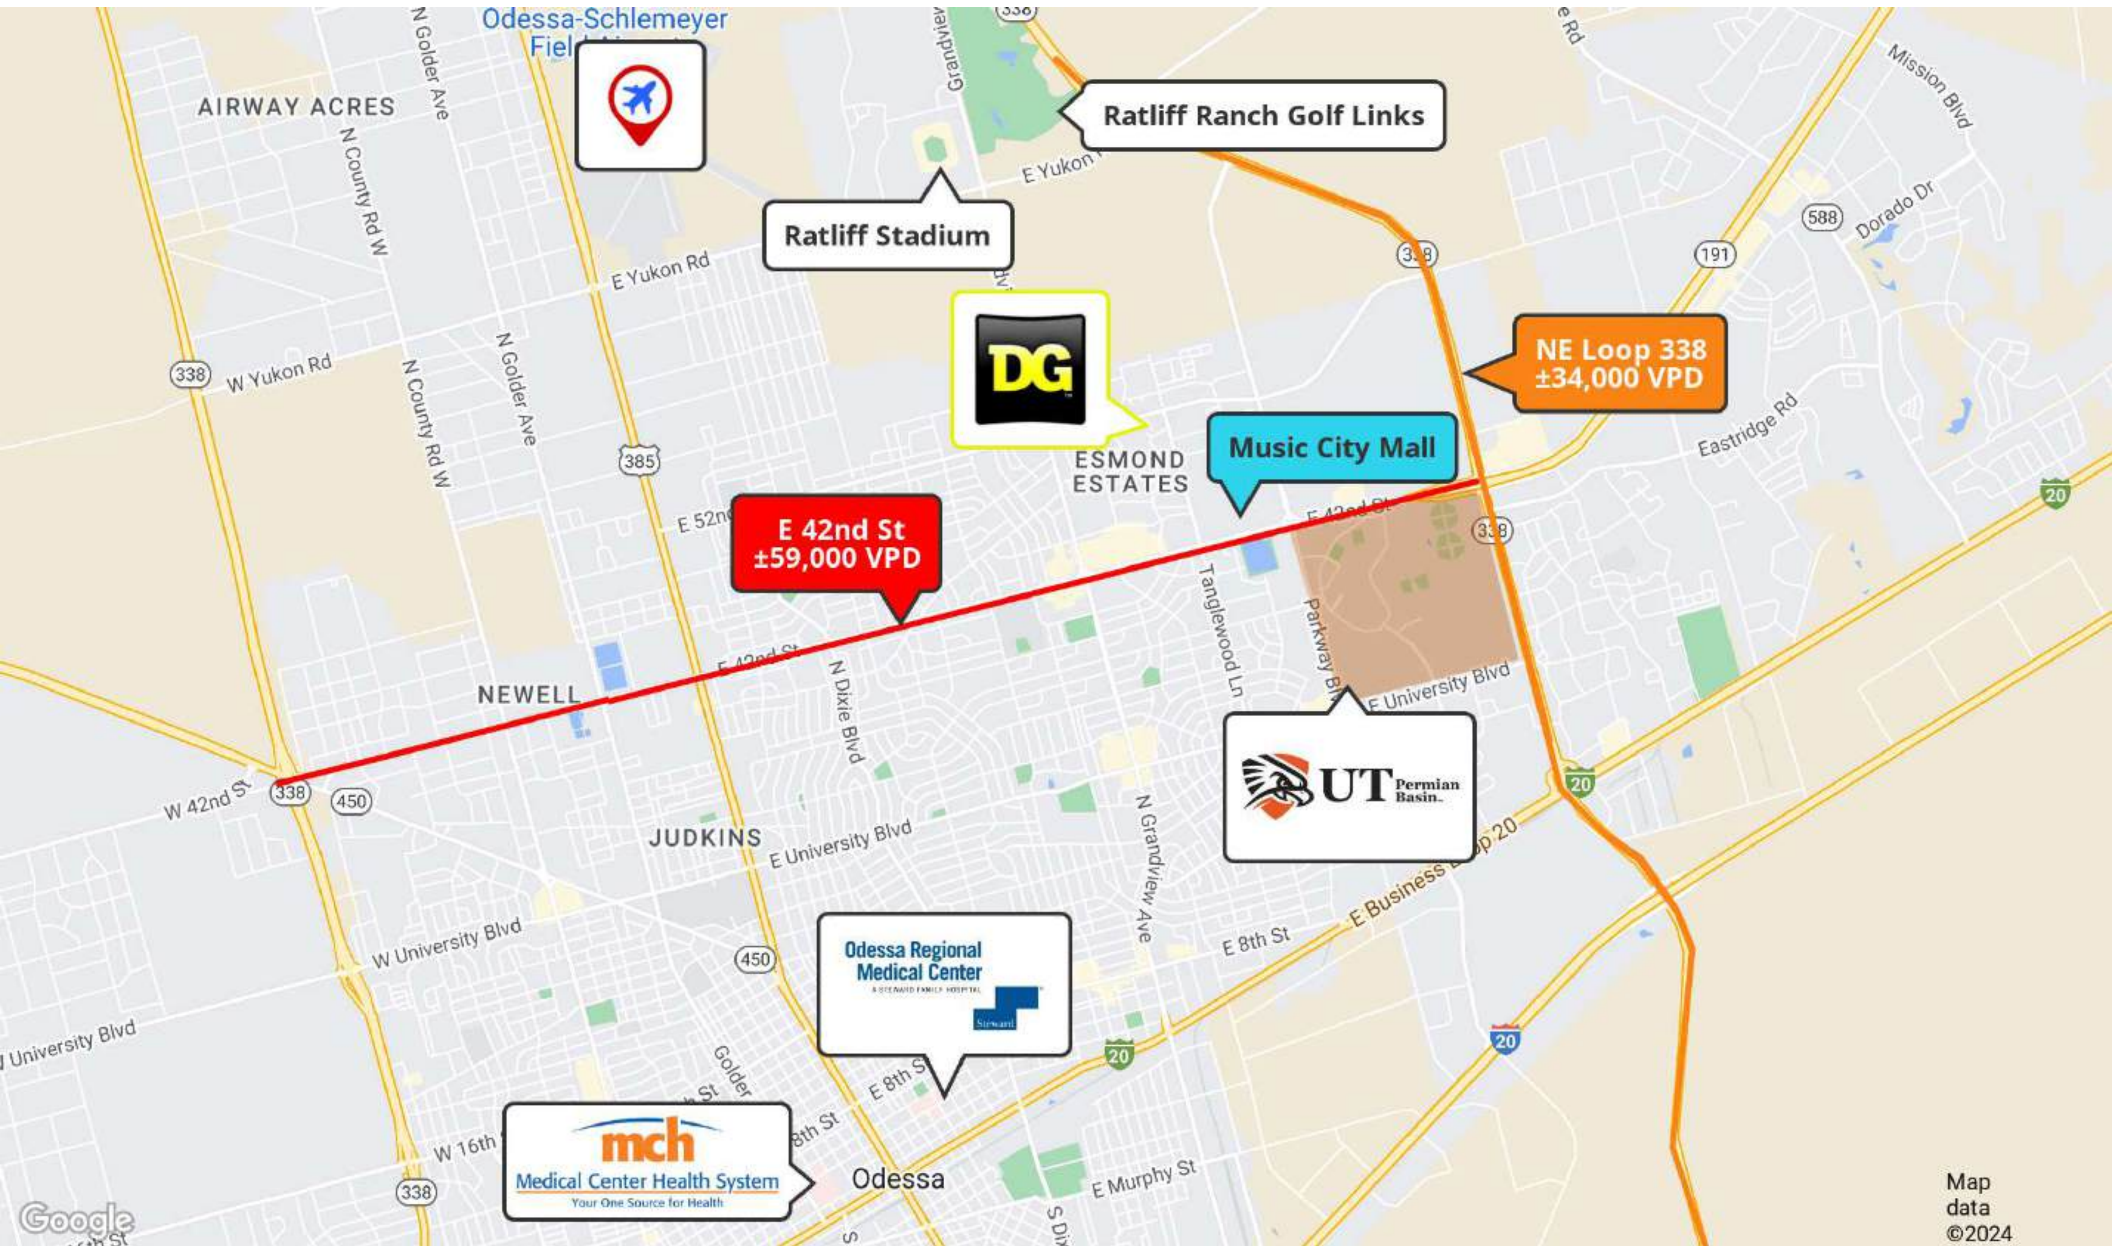 338
Odessa-Schlemeyer
N Golder Ave
Grandview
Mission Blvd
AIRWAY ACRES
N County Rd W
Ratliff Ranch Golf Links
E Yukon
588
Dorado Dr
Ratliff Stadium
E Yukon Rd
338
191
NE Loop 338
±34,000 VPD
DG
338
W Yukon Rd
N Golder Ave
N County Rd W
Eastridge Rd
Music City Mall
385
ESMOND
ESTATES
20
E 42nd St
±59,000 VPD
E 52nd
E 42nd St
338
Tanglewood Ln
Parkway Blvd
E 42nd St
N Dixie Blvd
E University Blvd
NEWELL
UT Permian
Basin
W 42nd St
338
450
20
JUDKINS
E University Blvd
N Grandview Ave
E Business Loop 20
W University Blvd
E 8th St
450
Odessa Regional
Medical Center
A STEWARD FAMILY HOSPITAL
Steward
W University Blvd
20
20
Golder
E 8th St
8th St
W 16th
mch
Medical Center Health System
Your One Source for Health
Odessa
E Murphy St
338
S Dix
Google
Map
data
©2024